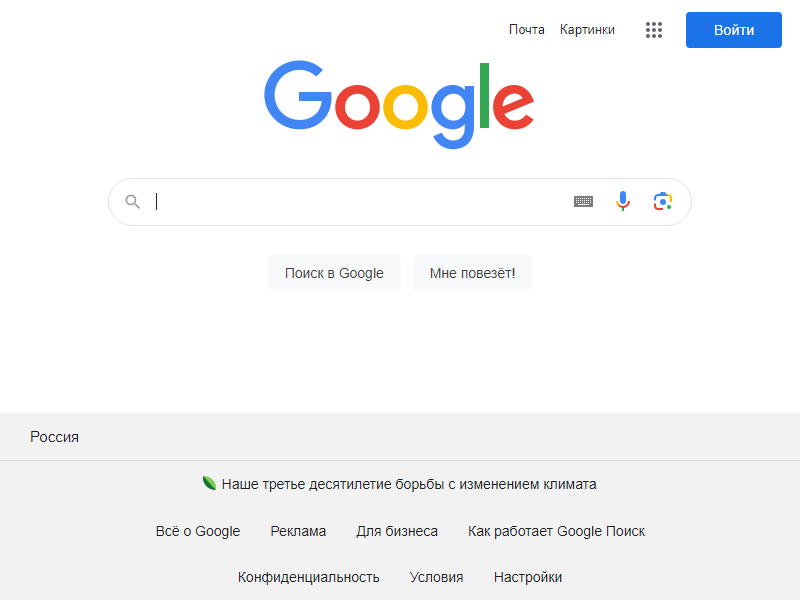 Почта Картинки Войти
Google
Поиск в Google Мне повезёт!
Россия
Наше третье десятилетие борьбы с изменением климата
Всё о Google Реклама Для бизнеса Как работает Google Поиск
Конфиденциальность Условия Настройки